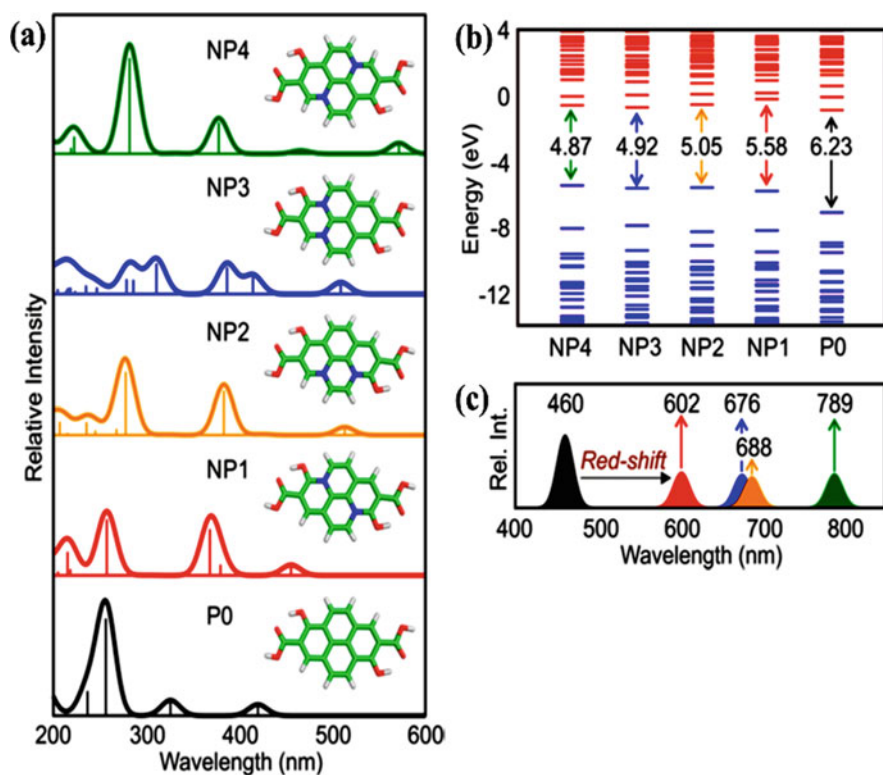 (a)
NP4
NP3
NP2
NP1
P0
Relative Intensity
200 300 400 500 600
Wavelength (nm)
(b)
4
0
-4
-8
-12
Energy (eV)
4.87 4.92 5.05 5.58 6.23
NP4 NP3 NP2 NP1 P0
(c)
460 602 676 789
688
Red-shift
Rel. Int.
400 500 600 700 800
Wavelength (nm)